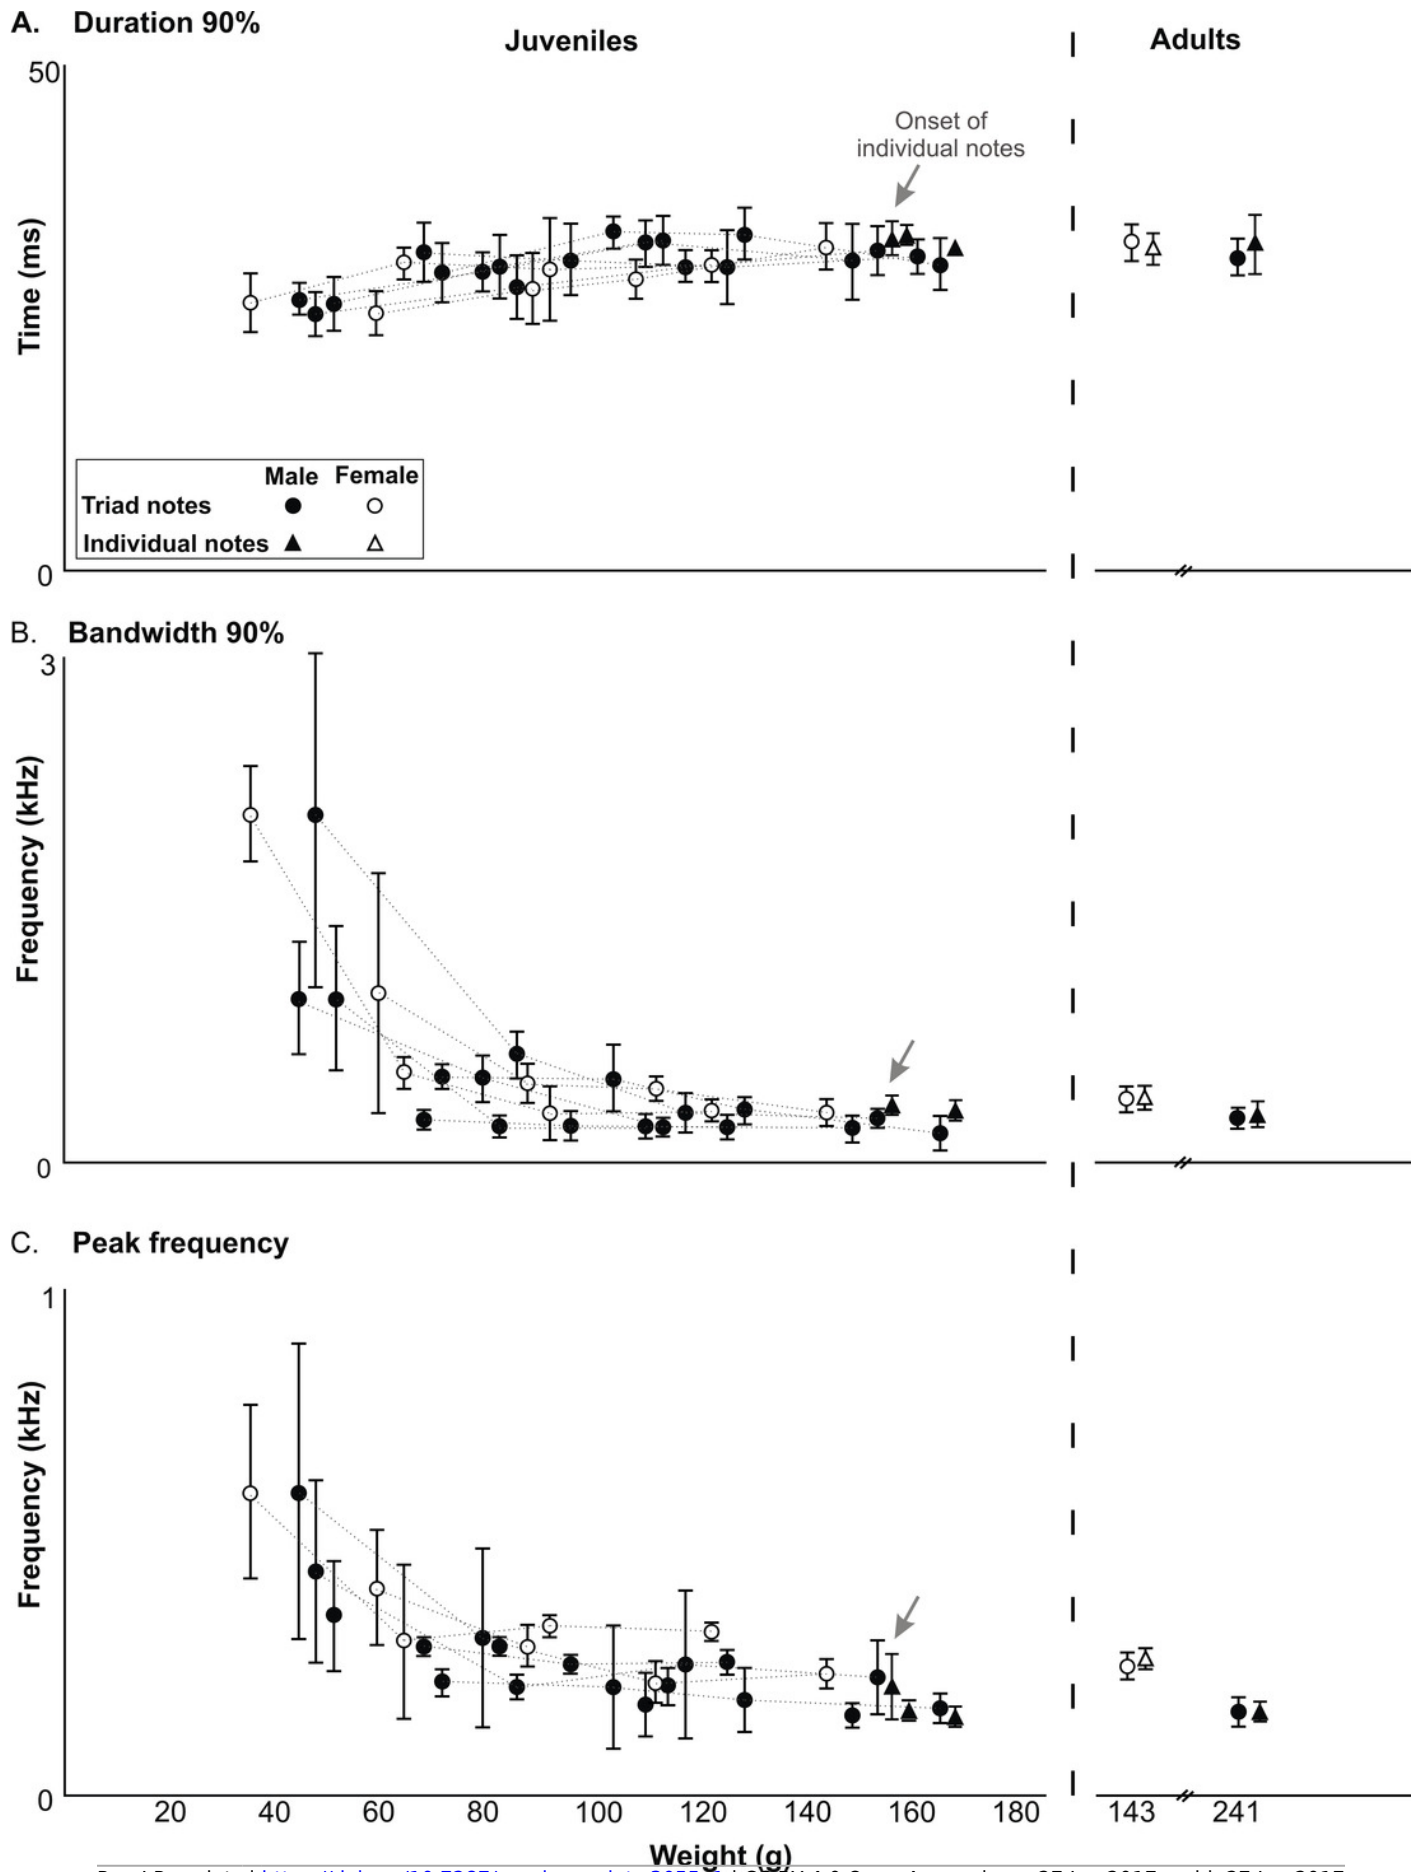 A. Duration 90%
Juveniles
Adults
50
Onset of
individual notes
Time (ms)
Male Female
Triad notes
Individual notes
0
B. Bandwidth 90%
3
Frequency (kHz)
0
C. Peak frequency
1
Frequency (kHz)
0
20 40 60 80 100 120 140 160 180 143 241
Weight (g)